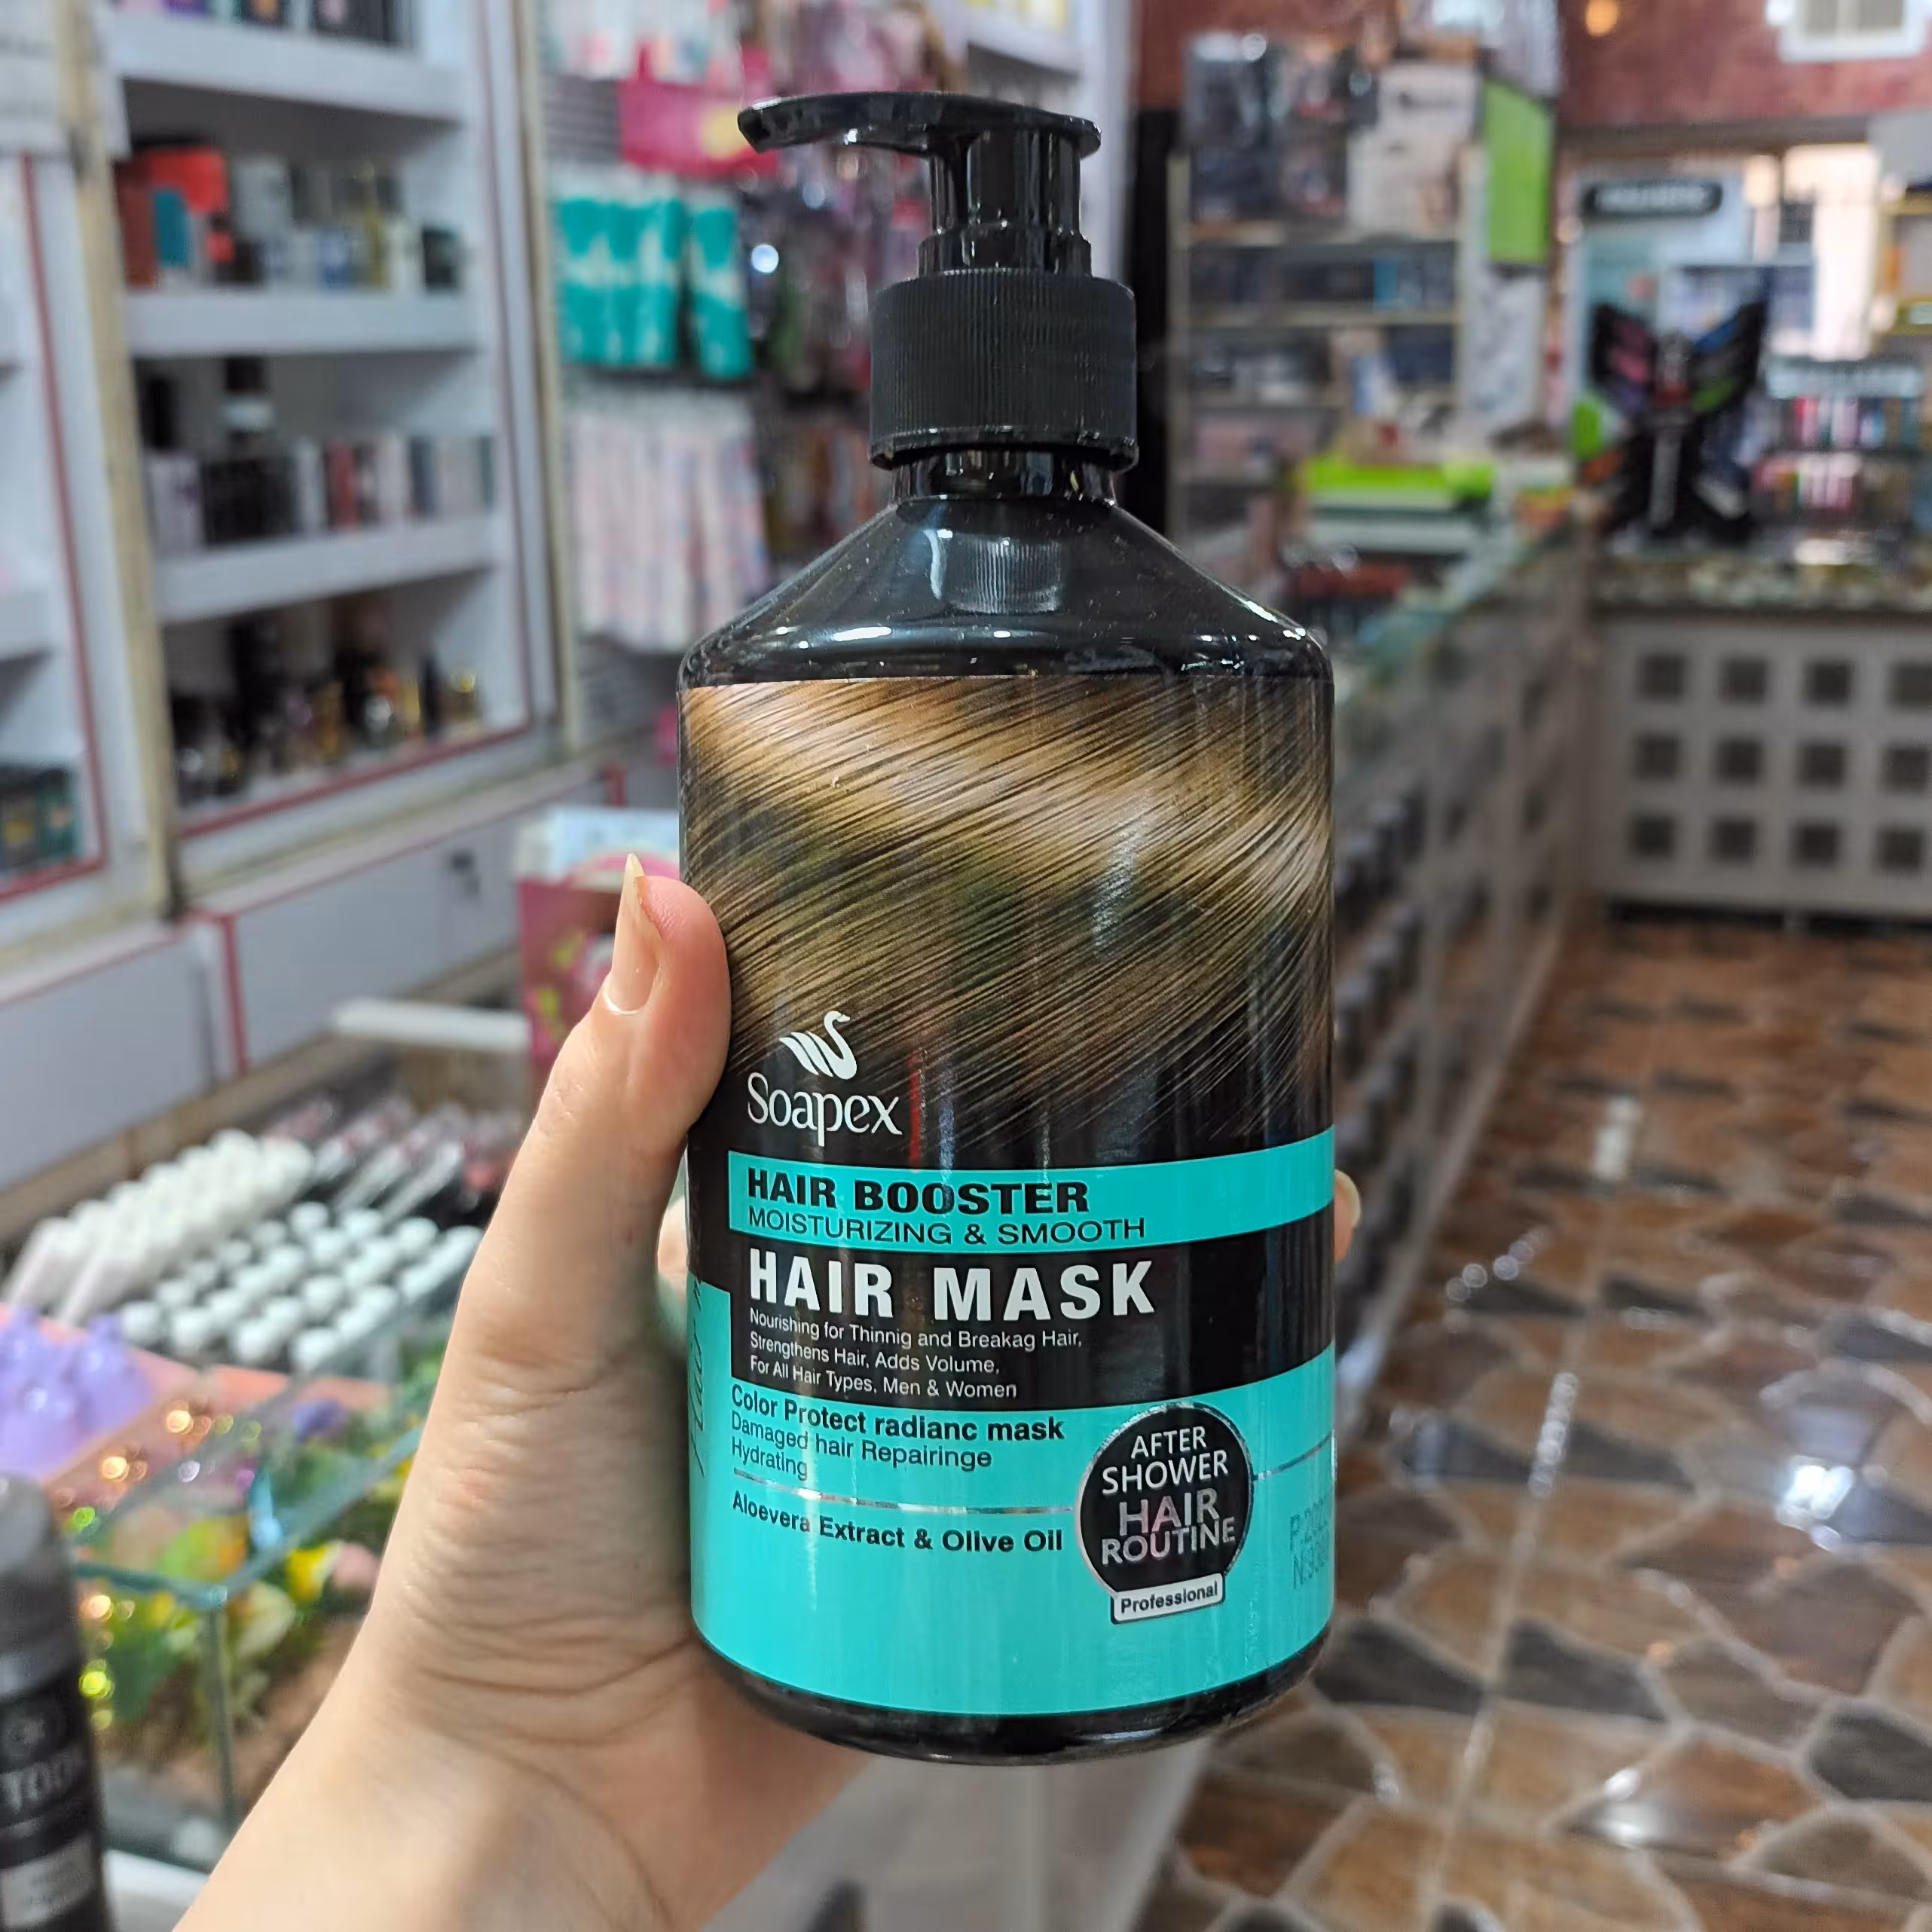 Soapex
HAIR BOOSTER
MOISTURIZING & SMOOTH
HAIR MASK
Nourishing for Thinnig and Breakag Hair,
Strengthens Hair, Adds Volume,
For All Hair Types, Men & Women
Color Protect radianc mask
Damaged hair Repairinge
Hydrating
Aloevera Extract & Olive Oil
AFTER
SHOWER
HAIR
ROUTINE
Professional